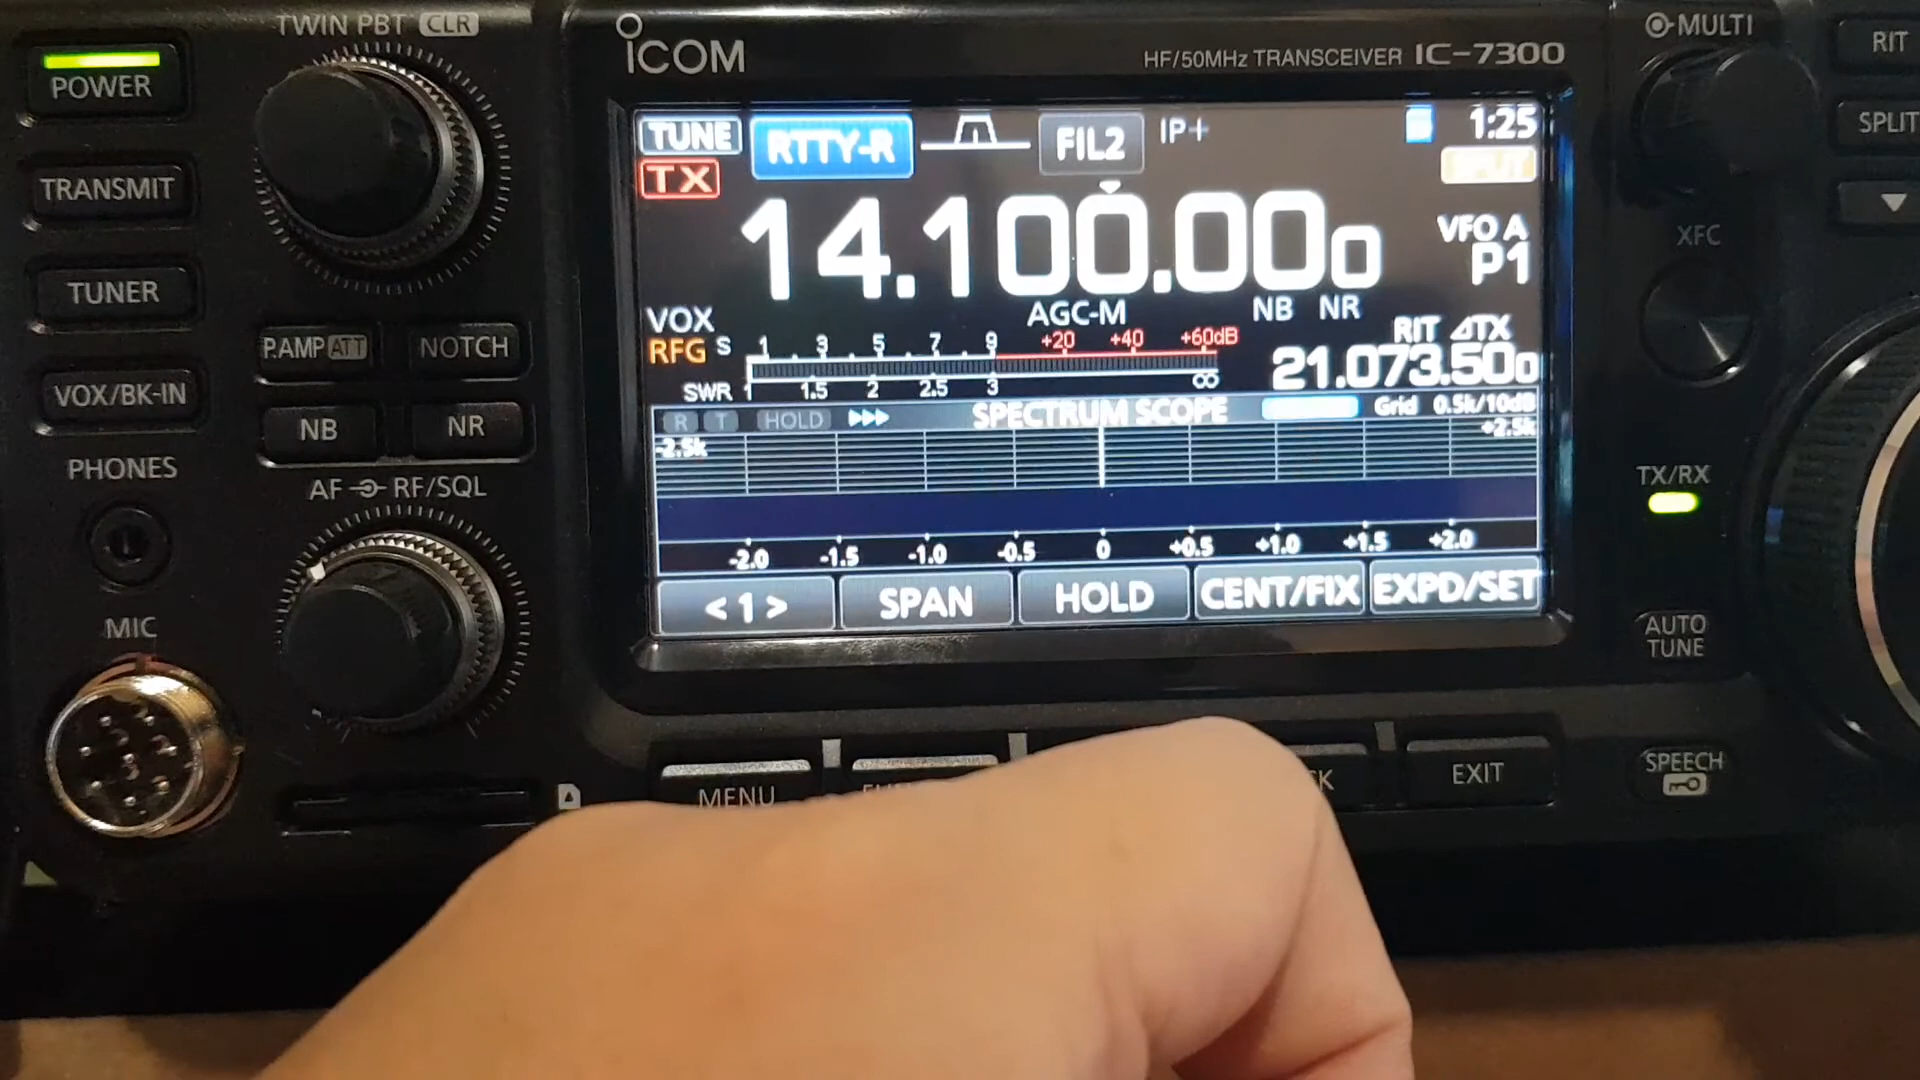 TWIN PBT CLR
POWER
TRANSMIT
TUNER
VOX/BK-IN
PHONES
MIC
P.AMP ATT
NOTCH
NB
NR
AF RF/SQL
ICOM
HF/50MHz TRANSCEIVER IC-7300
TUNE
RTTY-R
FIL2
IP+
1:25
TX
SPLIT
14.100.000
VFO A
P1
VOX
AGC-M
NB
NR
RFG
RIT ΔTX
S 1 3 5 7 9 +20 +40 +60dB
21.073.500
SWR 1 1.5 2 2.5 3 ∞
R T HOLD
SPECTRUM SCOPE
Grid 0.5k/10dB
-2.5k
+2.5k
-2.0 -1.5 -1.0 -0.5 0 +0.5 +1.0 +1.5 +2.0
< 1 >
SPAN
HOLD
CENT/FIX
EXPD/SET
MENU
EXIT
MULTI
RIT
SPLIT
XFC
TX/RX
AUTO
TUNE
SPEECH